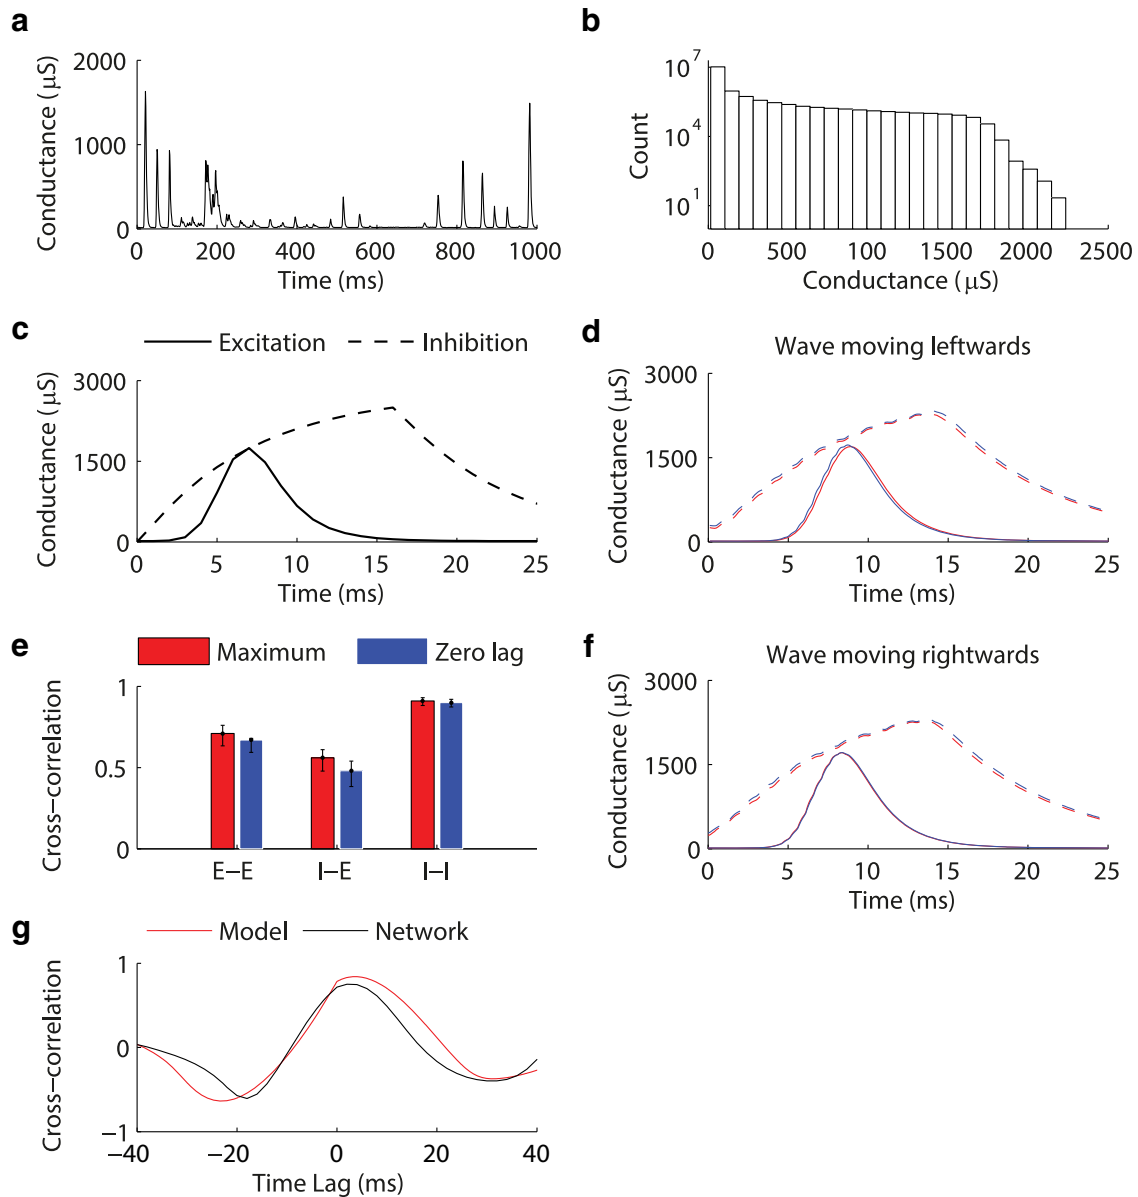 a
2000
1000
0
Conductance (μS)
0 200 400 600 800 1000
Time (ms)
b
10^7
10^4
10^1
Count
0 500 1000 1500 2000 2500
Conductance (μS)
c
Excitation Inhibition
3000
1500
0
Conductance (μS)
0 5 10 15 20 25
Time (ms)
d
Wave moving leftwards
3000
1500
0
Conductance (μS)
0 5 10 15 20 25
Time (ms)
e
Maximum Zero lag
1
0.5
0
Cross−correlation
E−E I−E I−I
f
Wave moving rightwards
3000
1500
0
Conductance (μS)
0 5 10 15 20 25
Time (ms)
g
Model Network
1
0
−1
Cross−correlation
−40 −20 0 20 40
Time Lag (ms)